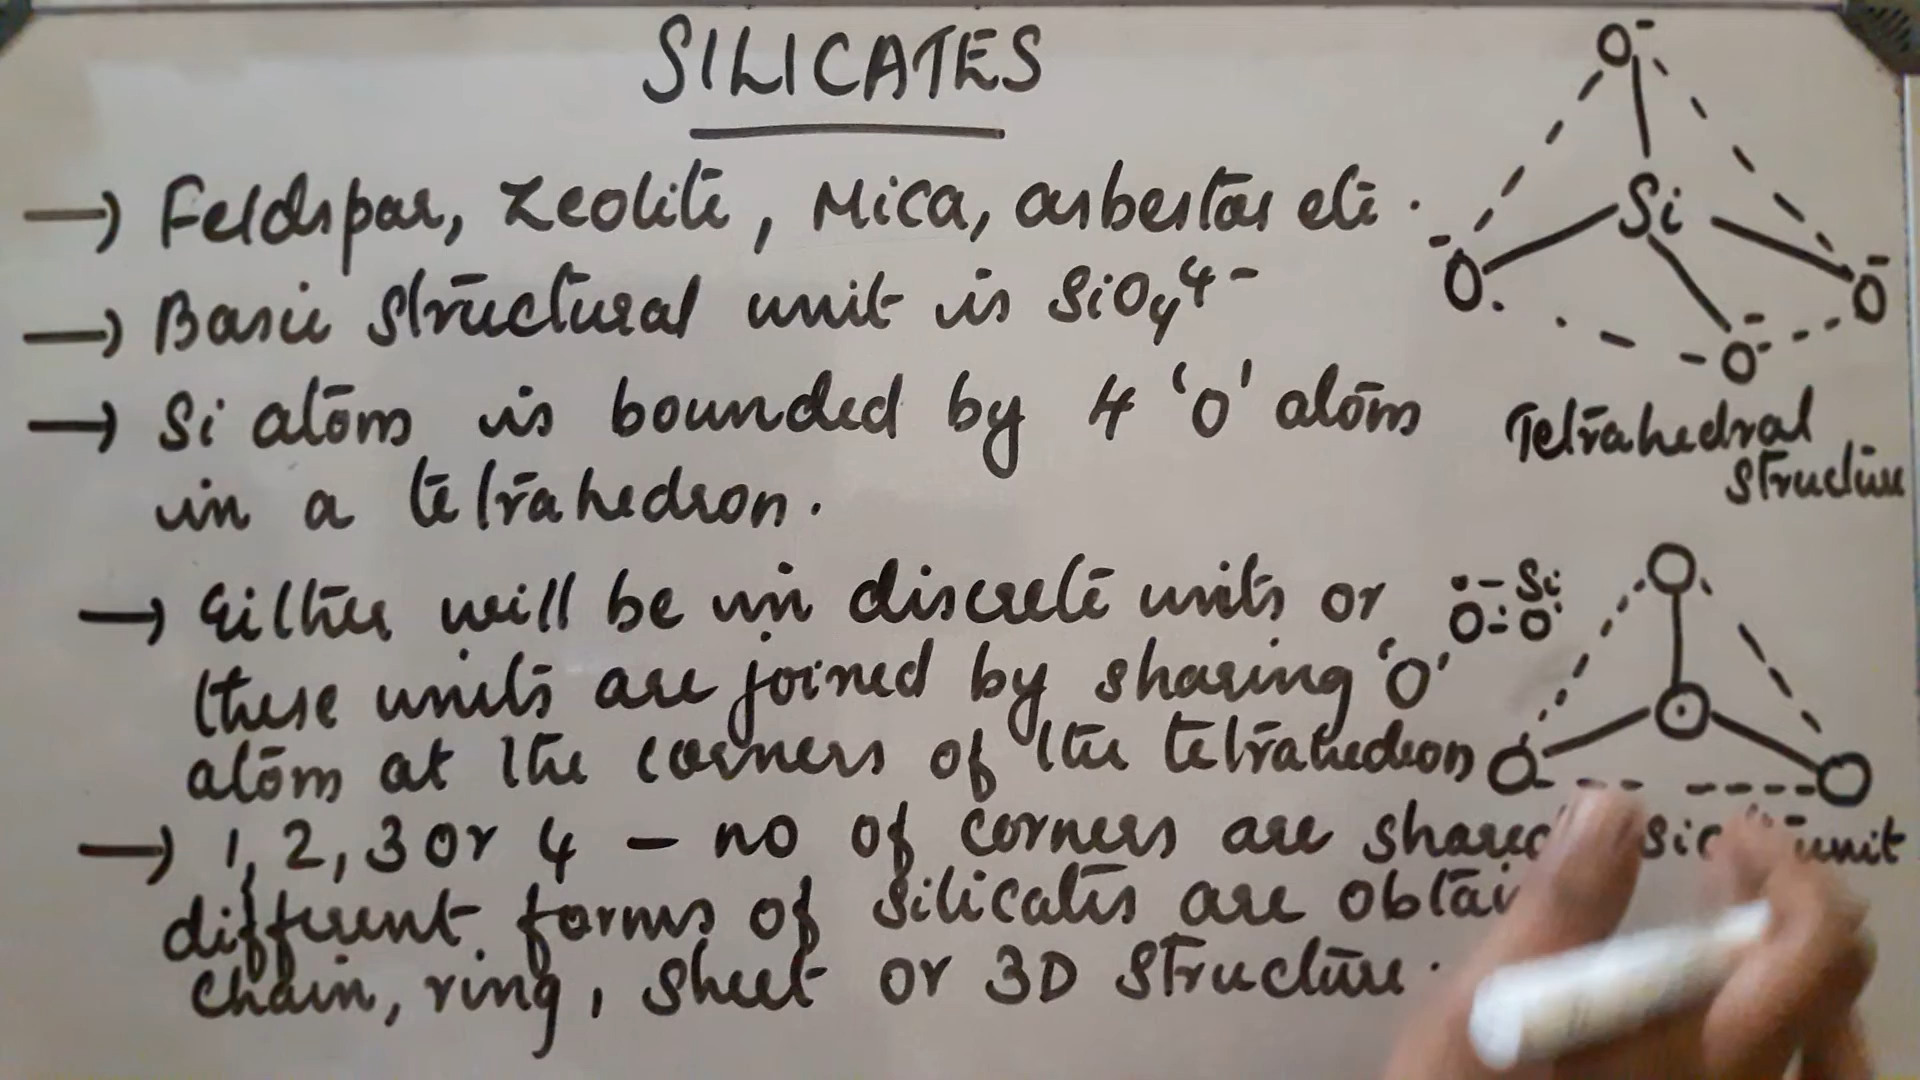 SILICATES
→ Feldspar, Zeolite, Mica, asbestos etc.
→ Basic structural unit is SiO₄⁴⁻
→ Si atom is bounded by 4 'O' atoms
in a tetrahedron.
→ Either will be in discrete units or
these units are joined by sharing 'O'
atom at the corners of the tetrahedron
→ 1, 2, 3 or 4 – no of corners are shared
different forms of silicates are
chain, ring, sheet or 3D structure.
O⁻
Si
O⁻
O⁻
O⁻
Tetrahedral
structure
•– Si
O:– O
unit